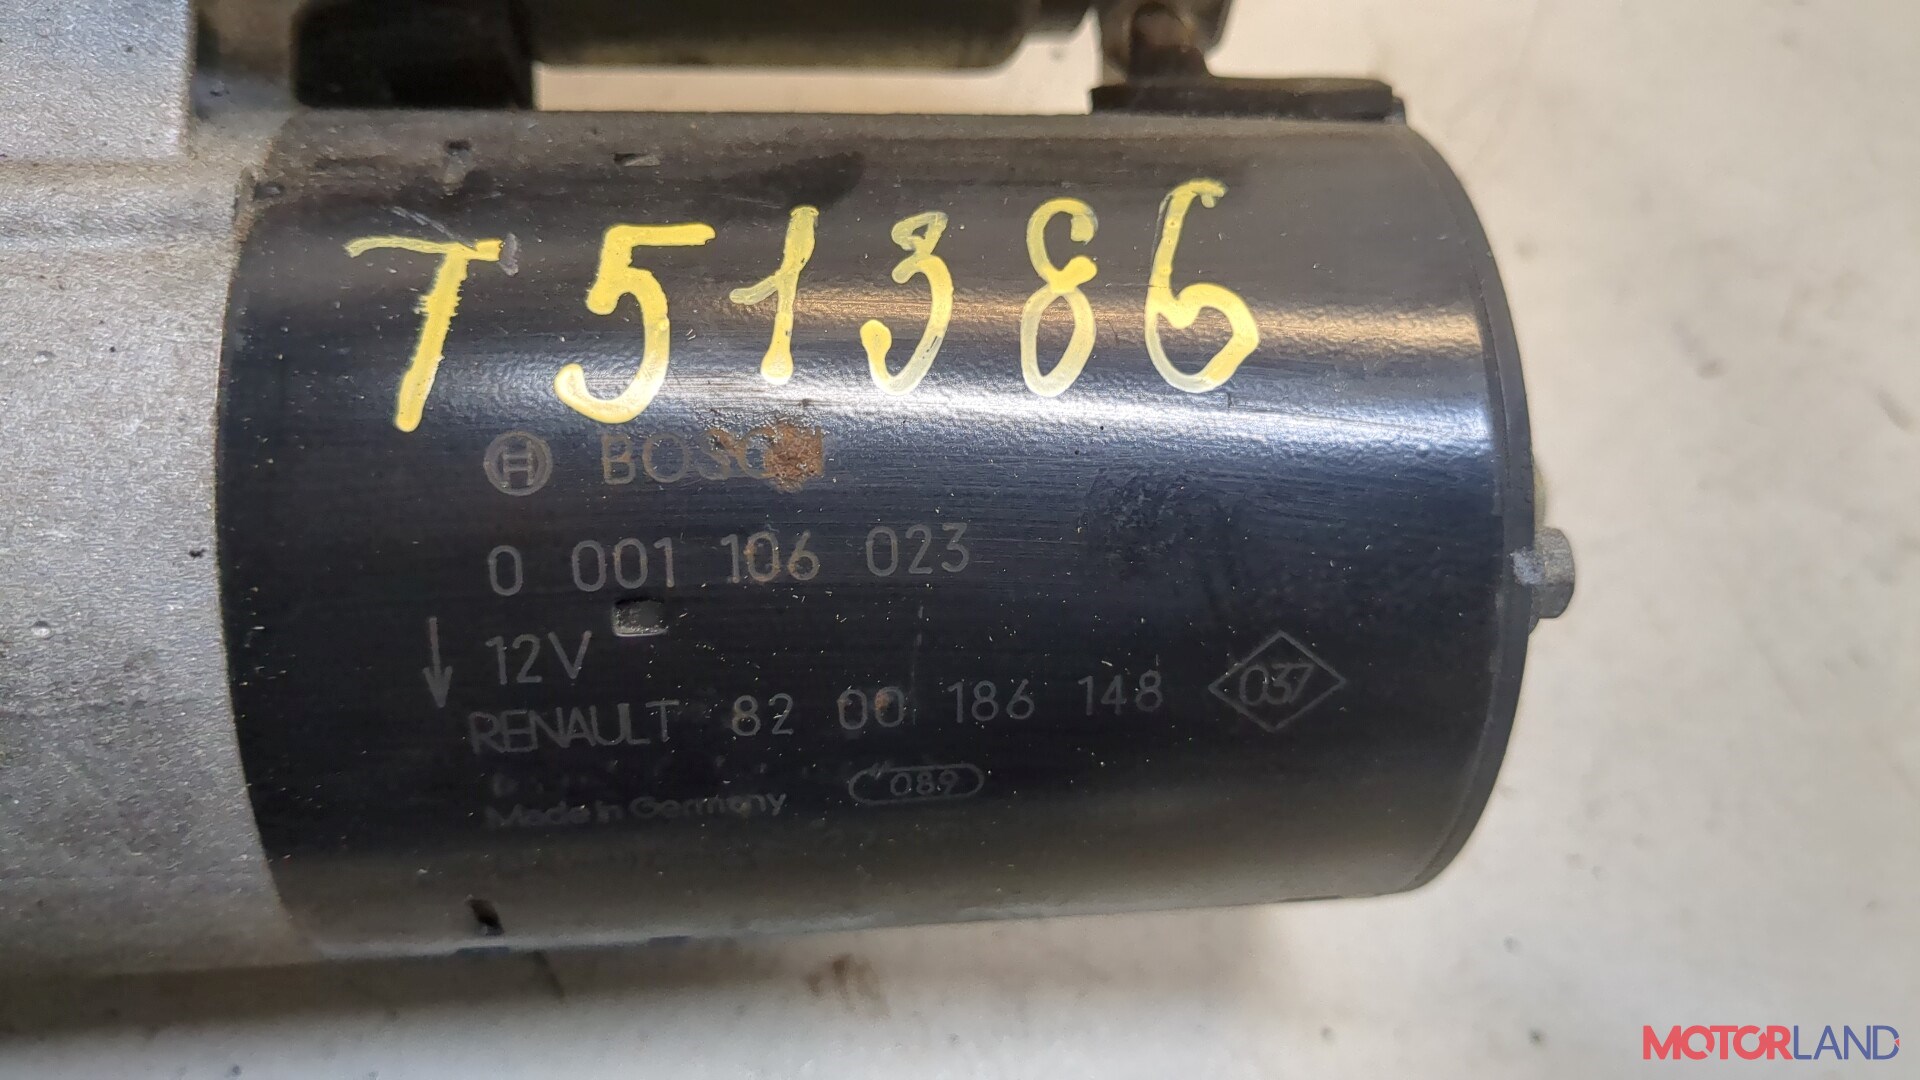 T51386
BOSCH
0 001 106 023
12V
RENAULT 82 00 186 148 037
Made in Germany 089
MOTORLAND